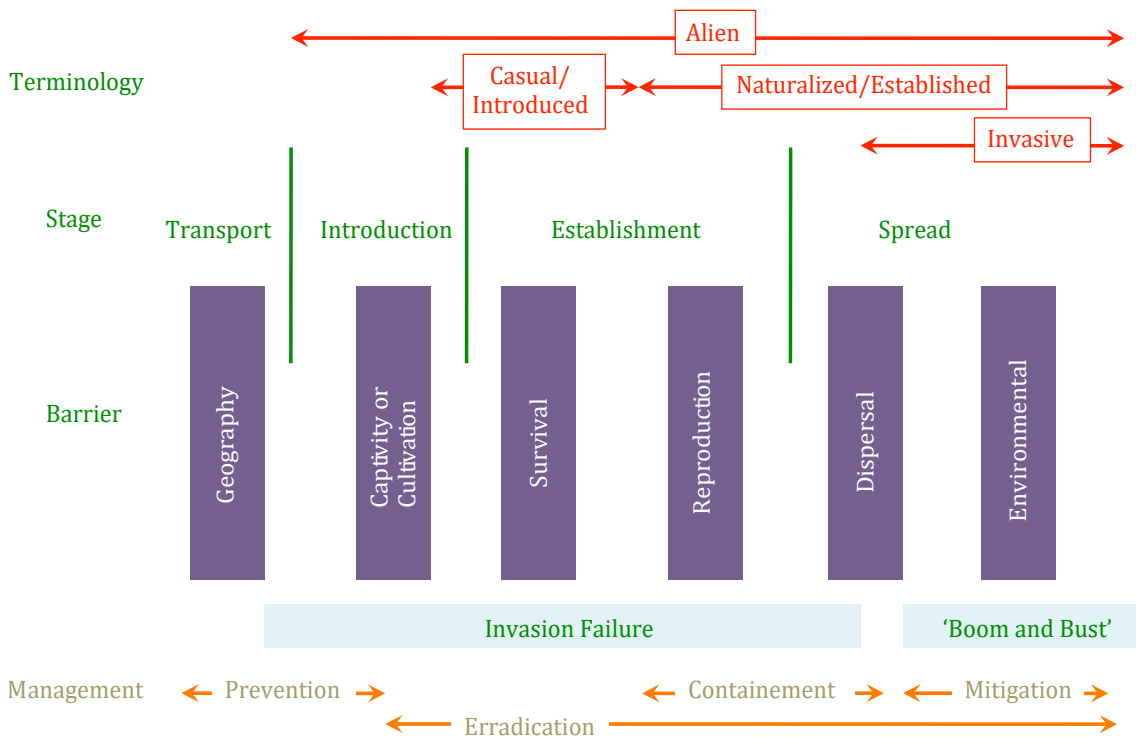 Alien
Terminology
Casual/
Introduced
Naturalized/Established
Invasive
Stage
Transport
Introduction
Establishment
Spread
Barrier
Geography
Captivity or
Cultivation
Survival
Reproduction
Dispersal
Environmental
Invasion Failure
‘Boom and Bust’
Management
Prevention
Containement
Mitigation
Erradication